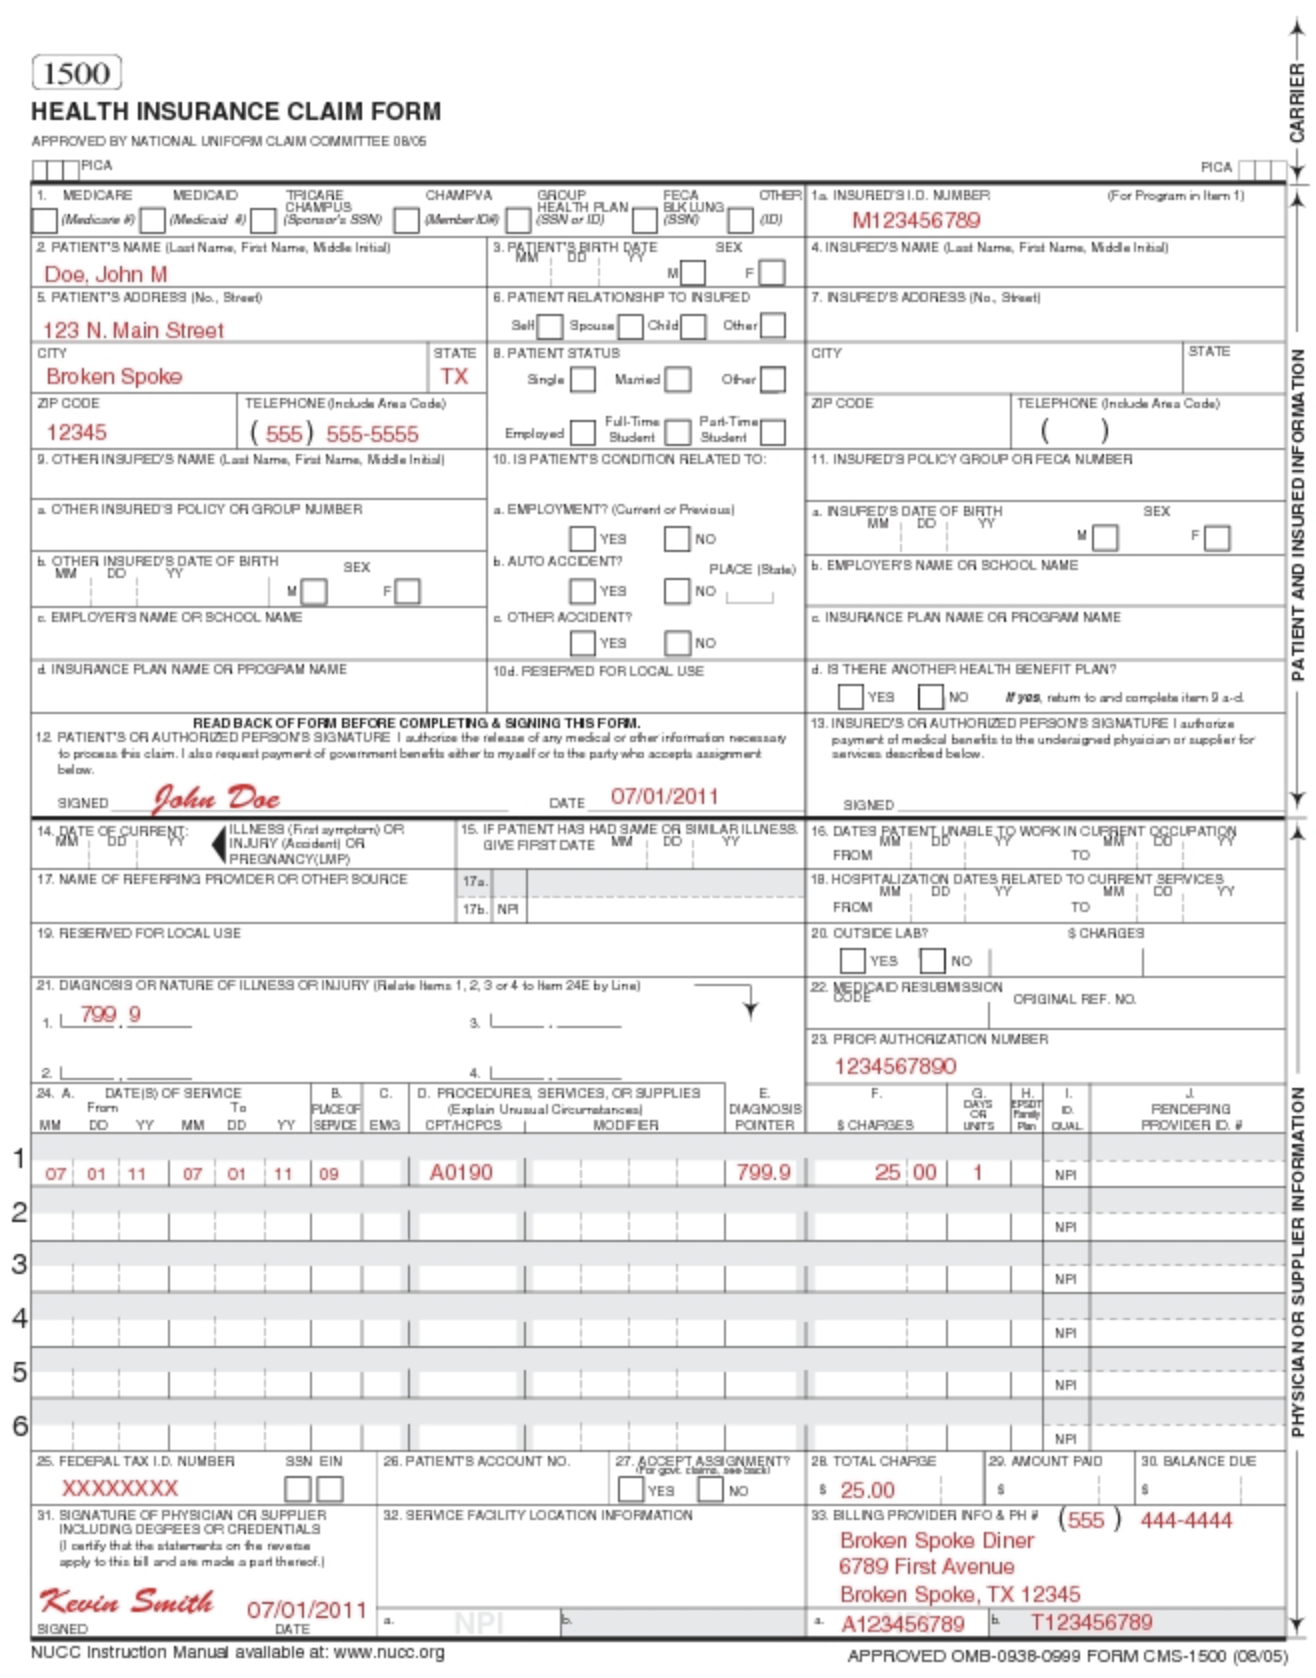 CARRIER
1500
HEALTH INSURANCE CLAIM FORM
APPROVED BY NATIONAL UNIFORM CLAIM COMMITTEE 08/05
PICA PICA
1. MEDICARE MEDICAID TRICARE CHAMPUS CHAMPVA GROUP HEALTH PLAN FECA BLK LUNG OTHER
(Medicare #) (Medicaid #) (Sponsor's SSN) (Member ID#) (SSN or ID) (SSN) (ID)
1a. INSURED'S I.D. NUMBER (For Program in Item 1)
M123456789
2. PATIENT'S NAME (Last Name, First Name, Middle Initial)
Doe, John M
3. PATIENT'S BIRTH DATE SEX
MM DD YY M F
4. INSURED'S NAME (Last Name, First Name, Middle Initial)
5. PATIENT'S ADDRESS (No., Street)
123 N. Main Street
6. PATIENT RELATIONSHIP TO INSURED
Self Spouse Child Other
7. INSURED'S ADDRESS (No., Street)
CITY STATE
Broken Spoke TX
8. PATIENT STATUS
Single Married Other
CITY STATE
ZIP CODE TELEPHONE (Include Area Code)
12345 (555) 555-5555
Employed Full-Time Student Part-Time Student
ZIP CODE TELEPHONE (Include Area Code)
( )
9. OTHER INSURED'S NAME (Last Name, First Name, Middle Initial)
10. IS PATIENT'S CONDITION RELATED TO:
11. INSURED'S POLICY GROUP OR FECA NUMBER
a. OTHER INSURED'S POLICY OR GROUP NUMBER
a. EMPLOYMENT? (Current or Previous)
YES NO
a. INSURED'S DATE OF BIRTH SEX
MM DD YY M F
b. OTHER INSURED'S DATE OF BIRTH SEX
MM DD YY M F
b. AUTO ACCIDENT? PLACE (State)
YES NO
b. EMPLOYER'S NAME OR SCHOOL NAME
c. EMPLOYER'S NAME OR SCHOOL NAME
c. OTHER ACCIDENT?
YES NO
c. INSURANCE PLAN NAME OR PROGRAM NAME
d. INSURANCE PLAN NAME OR PROGRAM NAME
10d. RESERVED FOR LOCAL USE
d. IS THERE ANOTHER HEALTH BENEFIT PLAN?
YES NO If yes, return to and complete item 9 a-d.
PATIENT AND INSURED INFORMATION
READ BACK OF FORM BEFORE COMPLETING & SIGNING THIS FORM.
12. PATIENT'S OR AUTHORIZED PERSON'S SIGNATURE I authorize the release of any medical or other information necessary
to process this claim. I also request payment of government benefits either to myself or to the party who accepts assignment
below.
SIGNED John Doe DATE 07/01/2011
13. INSURED'S OR AUTHORIZED PERSON'S SIGNATURE I authorize
payment of medical benefits to the undersigned physician or supplier for
services described below.
SIGNED
14. DATE OF CURRENT:
MM DD YY
ILLNESS (First symptom) OR
INJURY (Accident) OR
PREGNANCY(LMP)
15. IF PATIENT HAS HAD SAME OR SIMILAR ILLNESS.
GIVE FIRST DATE MM DD YY
16. DATES PATIENT UNABLE TO WORK IN CURRENT OCCUPATION
MM DD YY MM DD YY
FROM TO
17. NAME OF REFERRING PROVIDER OR OTHER SOURCE
17a.
17b. NPI
18. HOSPITALIZATION DATES RELATED TO CURRENT SERVICES
MM DD YY MM DD YY
FROM TO
19. RESERVED FOR LOCAL USE
20. OUTSIDE LAB? $ CHARGES
YES NO
21. DIAGNOSIS OR NATURE OF ILLNESS OR INJURY (Relate Items 1, 2, 3 or 4 to Item 24E by Line)
1. 799 . 9 3. .
2. . 4. .
22. MEDICAID RESUBMISSION
CODE ORIGINAL REF. NO.
23. PRIOR AUTHORIZATION NUMBER
1234567890
24. A. DATE(S) OF SERVICE B. C. D. PROCEDURES, SERVICES, OR SUPPLIES E. F. G. H. I. J.
From To PLACE OF (Explain Unusual Circumstances) DIAGNOSIS DAYS OR EPSDT Family ID. RENDERING
MM DD YY MM DD YY SERVICE EMG CPT/HCPCS MODIFIER POINTER $ CHARGES UNITS Plan QUAL. PROVIDER ID. #
1
07 01 11 07 01 11 09 A0190 799.9 25 00 1 NPI
2
NPI
3
NPI
4
NPI
5
NPI
6
NPI
25. FEDERAL TAX I.D. NUMBER SSN EIN
XXXXXXXX
26. PATIENT'S ACCOUNT NO.
27. ACCEPT ASSIGNMENT?
(For govt. claims, see back)
YES NO
28. TOTAL CHARGE
$ 25.00
29. AMOUNT PAID
$
30. BALANCE DUE
$
31. SIGNATURE OF PHYSICIAN OR SUPPLIER
INCLUDING DEGREES OR CREDENTIALS
(I certify that the statements on the reverse
apply to this bill and are made a part thereof.)
Kevin Smith 07/01/2011
SIGNED DATE
32. SERVICE FACILITY LOCATION INFORMATION
a. NPI b.
33. BILLING PROVIDER INFO & PH # (555) 444-4444
Broken Spoke Diner
6789 First Avenue
Broken Spoke, TX 12345
a. A123456789 b. T123456789
PHYSICIAN OR SUPPLIER INFORMATION
NUCC Instruction Manual available at: www.nucc.org
APPROVED OMB-0938-0999 FORM CMS-1500 (08/05)